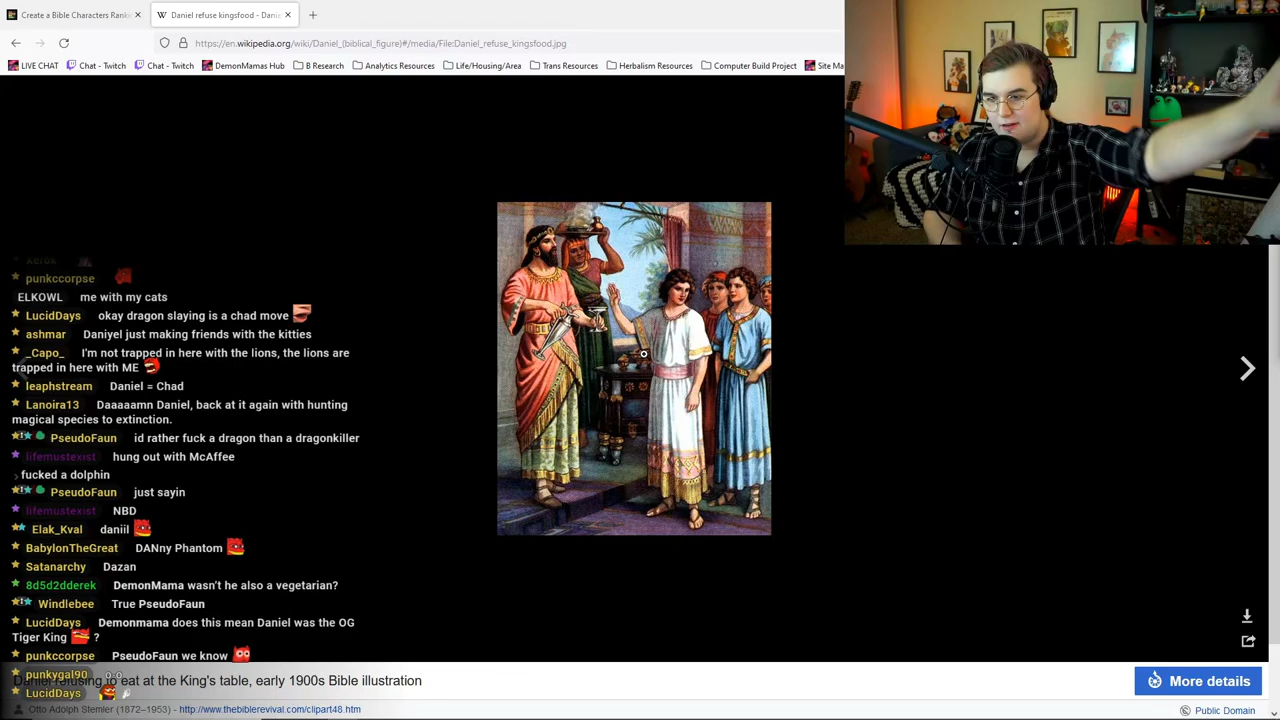 Create a Bible Characters Rank
Daniel refuse kingsfood - Dani
https://en.wikipedia.org/wiki/Daniel_(biblical_figure)#/media/File:Daniel_refuse_kingsfood.jpg
LIVE CHAT Chat - Twitch Chat - Twitch DemonMamas Hub B Research Analytics Resources Life/Housing/Area Trans Resources Herbalism Resources Computer Build Project Site Ma
punkccorpse
ELKOWL me with my cats
LucidDays okay dragon slaying is a chad move
ashmar Daniyel just making friends with the kitties
_Capo_ I'm not trapped in here with the lions, the lions are
trapped in here with ME
leaphstream Daniel = Chad
Lanoira13 Daaaaamn Daniel, back at it again with hunting
magical species to extinction.
PseudoFaun id rather fuck a dragon than a dragonkiller
lifemustexist hung out with McAffee
fucked a dolphin
PseudoFaun just sayin
lifemustexist NBD
Elak_Kval daniil
BabylonTheGreat DANny Phantom
Satanarchy Dazan
8d5d2dderek DemonMama wasn't he also a vegetarian?
Windlebee True PseudoFaun
LucidDays Demonmama does this mean Daniel was the OG
Tiger King ?
punkccorpse PseudoFaun we know
punkygal90
LucidDays
Daniel refusing to eat at the King's table, early 1900s Bible illustration
More details
Otto Adolph Stemler (1872–1953) - http://www.thebiblerevival.com/clipart48.htm
Public Domain